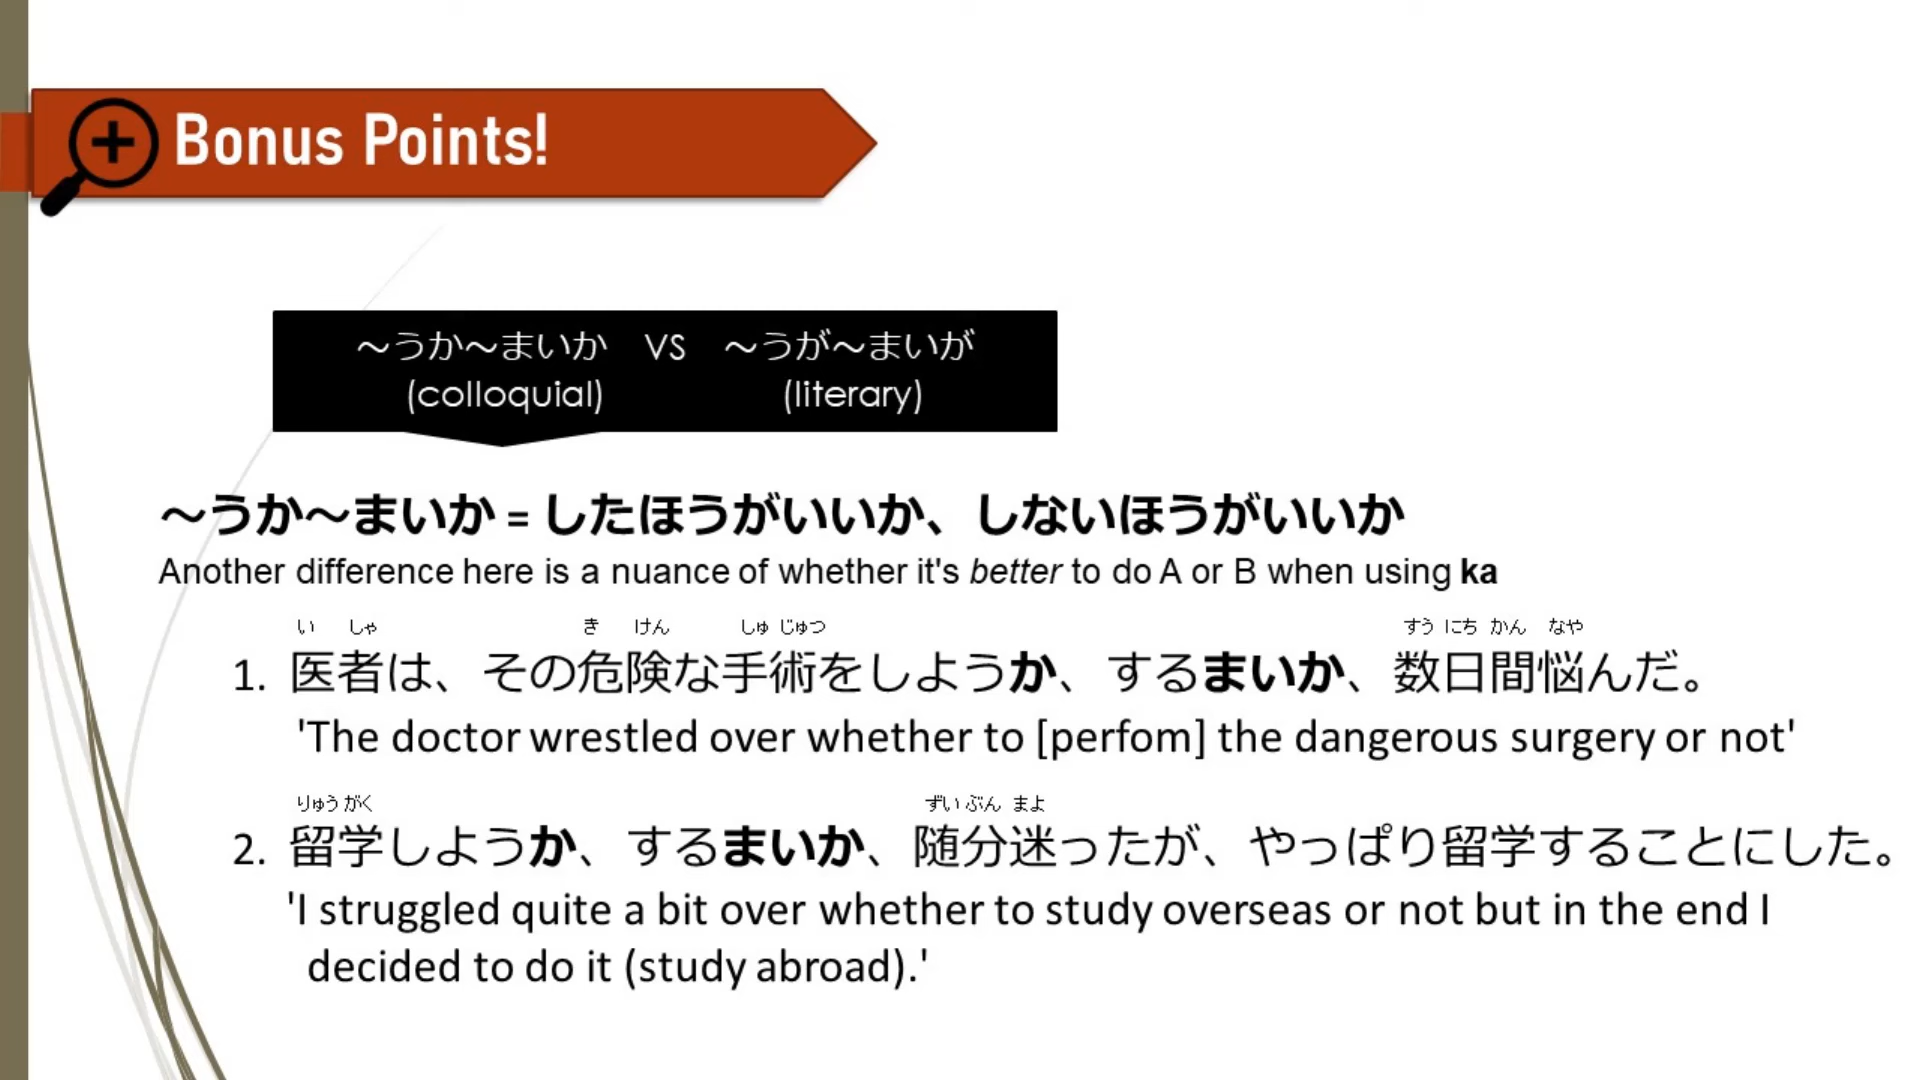 Bonus Points!
～うか～まいか VS ～うが～まいが
(colloquial) (literary)
～うか～まいか = したほうがいいか、しないほうがいいか
Another difference here is a nuance of whether it's better to do A or B when using ka
い しゃ き けん しゅ じゅつ すう にち かん なや
1. 医者は、その危険な手術をしようか、するまいか、数日間悩んだ。
'The doctor wrestled over whether to [perfom] the dangerous surgery or not'
りゅう がく ずい ぶん まよ
2. 留学しようか、するまいか、随分迷ったが、やっぱり留学することにした。
'I struggled quite a bit over whether to study overseas or not but in the end I
decided to do it (study abroad).'